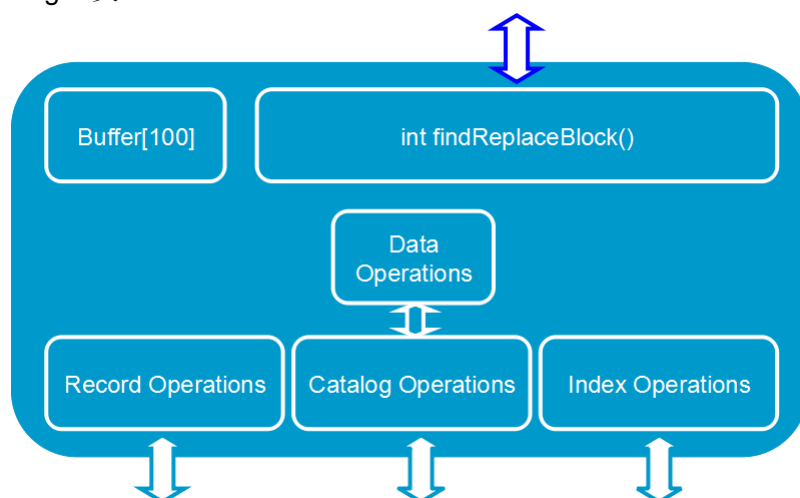 Buffer[100]
int findReplaceBlock()
Data
Operations
Record Operations
Catalog Operations
Index Operations